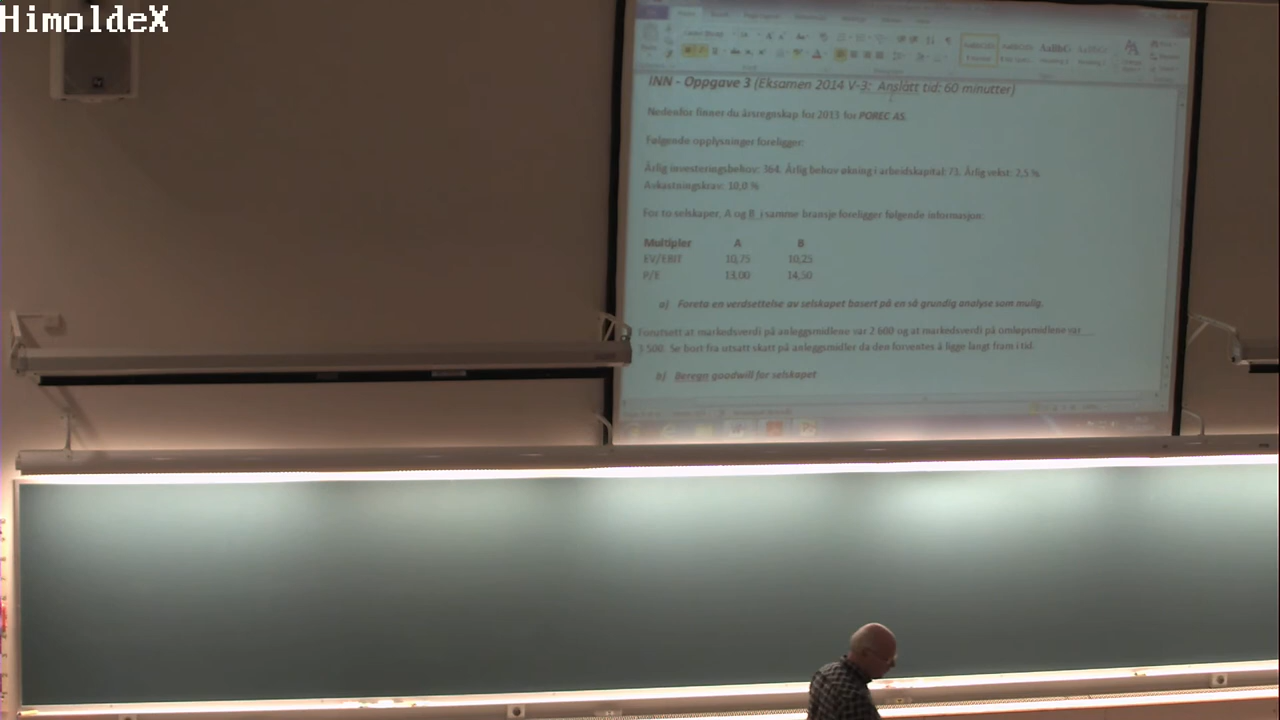 HimoldeX
INN - Oppgave 3 (Eksamen 2014 V-3: Anslått tid: 60 minutter)
Nedenfor finner du årsregnskap for 2013 for POREC AS.
Følgende opplysninger foreligger:
Årlig investeringsbehov: 364. Årlig behov økning i arbeidskapital: 73. Årlig vekst: 2,5 %
Avkastningskrav: 10,0 %
For to selskaper, A og B i samme bransje foreligger følgende informasjon:
Multipler A B
EV/EBIT 10,75 10,25
P/E 13,00 14,50
a) Foreta en verdsettelse av selskapet basert på en så grundig analyse som mulig.
Forutsett at markedsverdi på anleggsmidlene var 2 600 og at markedsverdi på omløpsmidlene var
3 500. Se bort fra utsatt skatt på anleggsmidler da den forventes å ligge langt fram i tid.
b) Beregn goodwill for selskapet